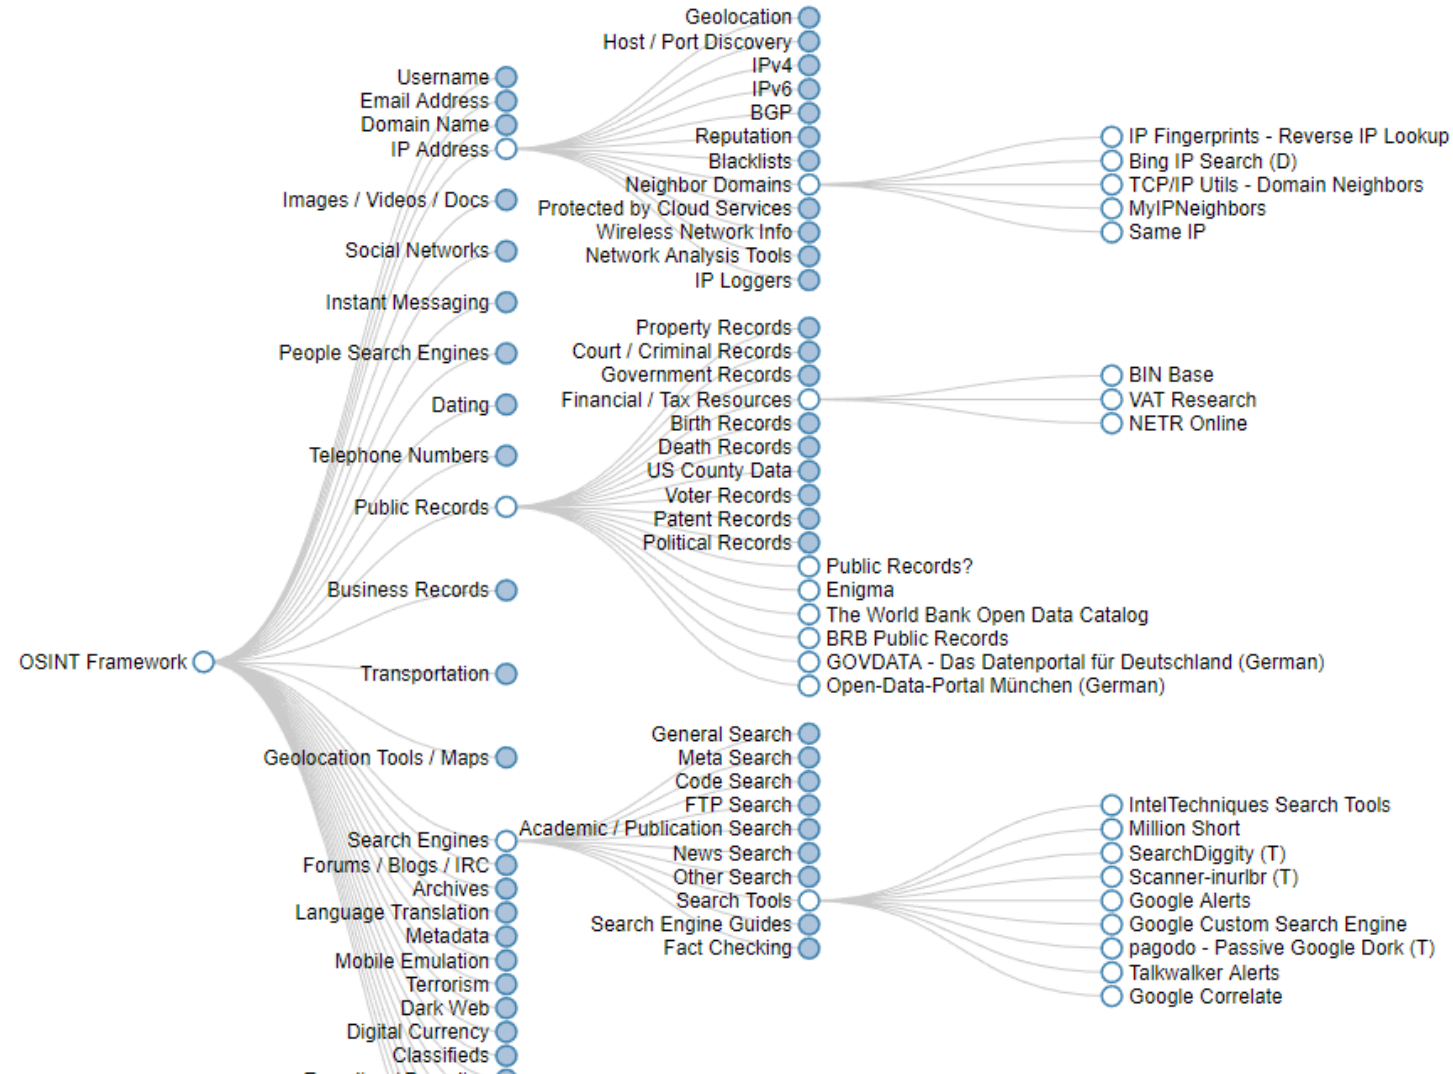 OSINT Framework
Username
Email Address
Domain Name
IP Address
Images / Videos / Docs
Social Networks
Instant Messaging
People Search Engines
Dating
Telephone Numbers
Public Records
Business Records
Transportation
Geolocation Tools / Maps
Search Engines
Forums / Blogs / IRC
Archives
Language Translation
Metadata
Mobile Emulation
Terrorism
Dark Web
Digital Currency
Classifieds
Geolocation
Host / Port Discovery
IPv4
IPv6
BGP
Reputation
Blacklists
Neighbor Domains
Protected by Cloud Services
Wireless Network Info
Network Analysis Tools
IP Loggers
Property Records
Court / Criminal Records
Government Records
Financial / Tax Resources
Birth Records
Death Records
US County Data
Voter Records
Patent Records
Political Records
Public Records?
Enigma
The World Bank Open Data Catalog
BRB Public Records
GOVDATA - Das Datenportal für Deutschland (German)
Open-Data-Portal München (German)
General Search
Meta Search
Code Search
FTP Search
Academic / Publication Search
News Search
Other Search
Search Tools
Search Engine Guides
Fact Checking
IP Fingerprints - Reverse IP Lookup
Bing IP Search (D)
TCP/IP Utils - Domain Neighbors
MyIPNeighbors
Same IP
BIN Base
VAT Research
NETR Online
IntelTechniques Search Tools
Million Short
SearchDiggity (T)
Scanner-inurlbr (T)
Google Alerts
Google Custom Search Engine
pagodo - Passive Google Dork (T)
Talkwalker Alerts
Google Correlate